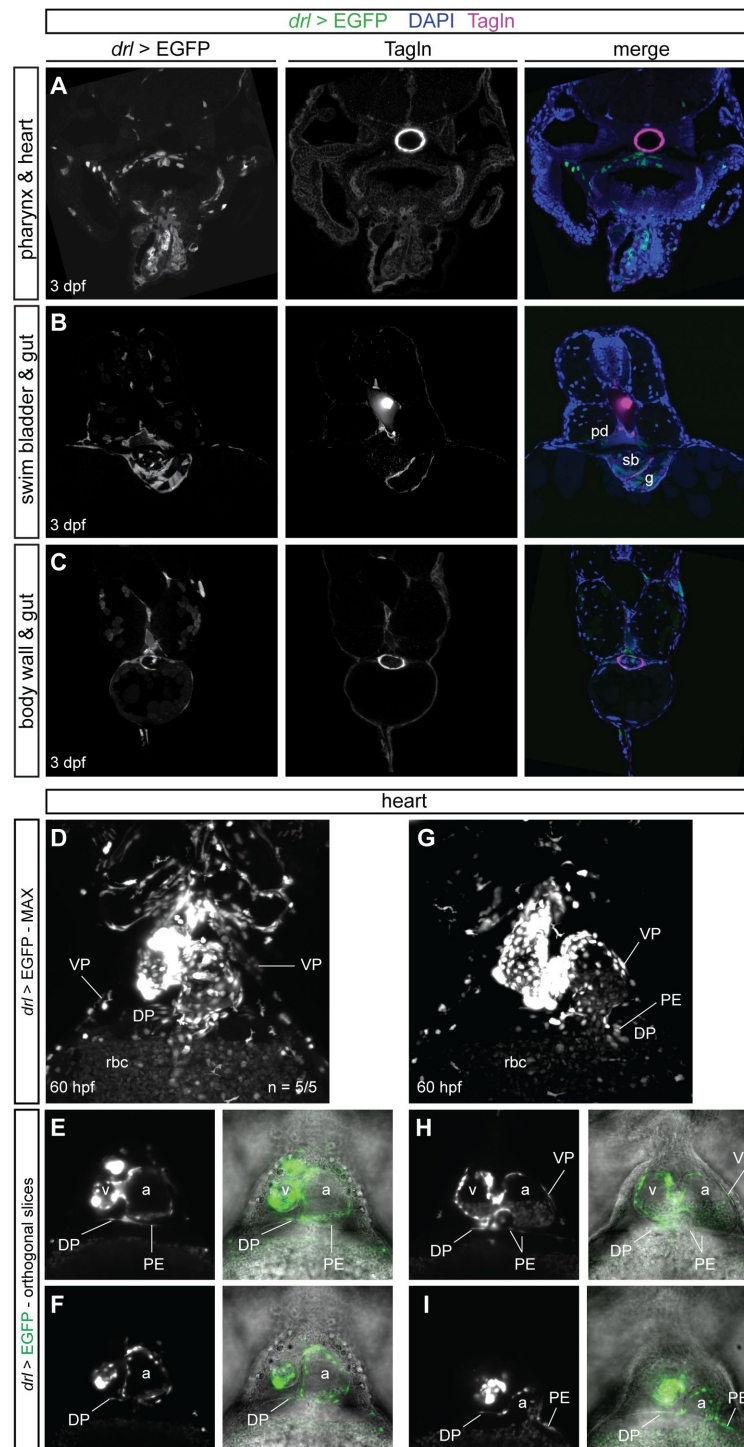 drl > EGFP DAPI Tagln
drl > EGFP Tagln merge
pharynx & heart
A
3 dpf
swim bladder & gut
B
3 dpf
pd
sb
g
body wall & gut
C
3 dpf
heart
drl > EGFP - MAX
D
VP
VP
DP
rbc
60 hpf
n = 5/5
G
VP
PE
DP
rbc
60 hpf
drl > EGFP - orthogonal slices
E
v
a
DP
PE
v
a
DP
PE
H
v
a
VP
DP
PE
v
a
V
DP
PE
F
a
DP
a
DP
I
a
DP
PE
a
DP
PE